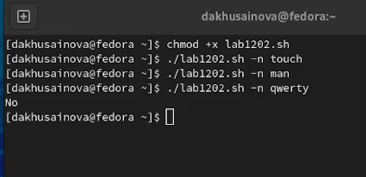 dakhusainova@fedora:~
[dakhusainova@fedora ~]$ chmod +x lab1202.sh
[dakhusainova@fedora ~]$ ./lab1202.sh -n touch
[dakhusainova@fedora ~]$ ./lab1202.sh -n man
[dakhusainova@fedora ~]$ ./lab1202.sh -n qwerty
No
[dakhusainova@fedora ~]$